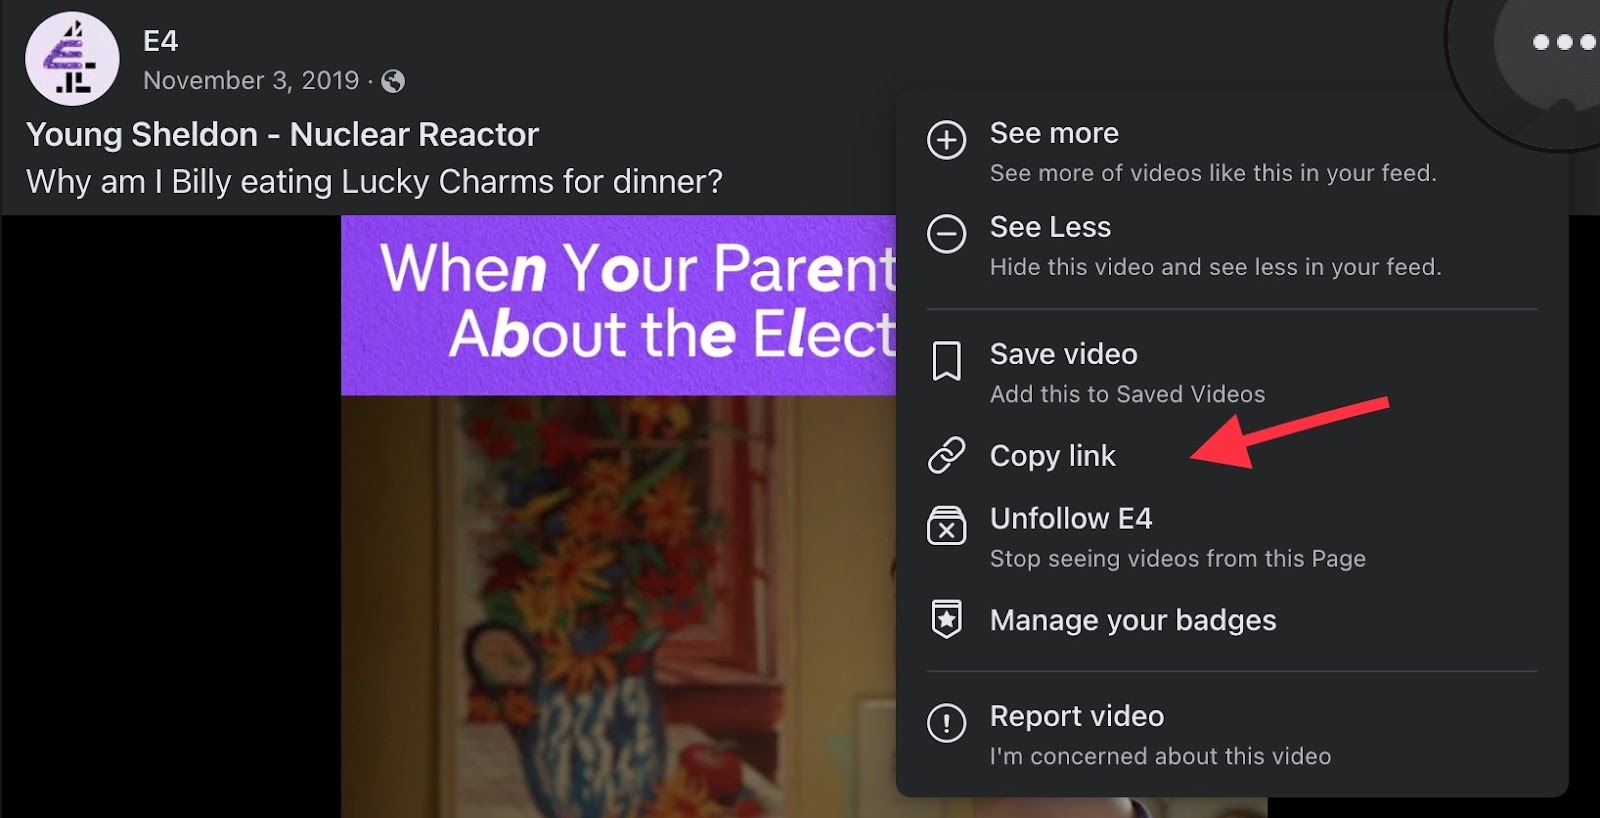 E4
November 3, 2019 ·
Young Sheldon - Nuclear Reactor
Why am I Billy eating Lucky Charms for dinner?
When Your Parent
About the Elect
See more
See more of videos like this in your feed.
See Less
Hide this video and see less in your feed.
Save video
Add this to Saved Videos
Copy link
Unfollow E4
Stop seeing videos from this Page
Manage your badges
Report video
I'm concerned about this video